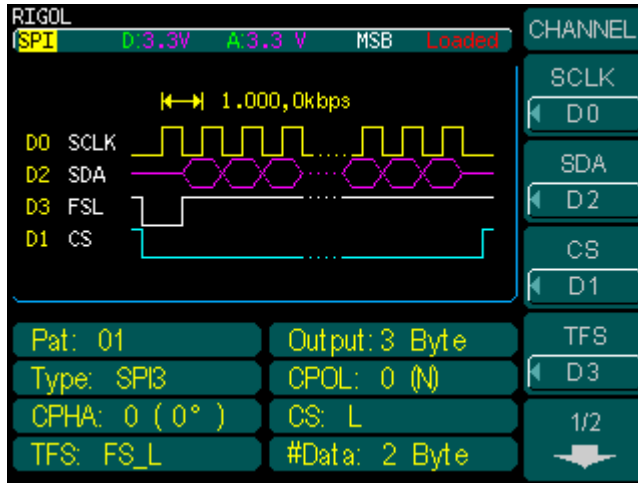 RIGOL
SPI D:3.3V A:3.3 V MSB Loaded
1.000,0kbps
D0 SCLK
D2 SDA
D3 FSL
D1 CS
Pat: 01 Output: 3 Byte
Type: SPI3 CPOL: 0 (N)
CPHA: 0 ( 0° ) CS: L
TFS: FS_L #Data: 2 Byte
CHANNEL
SCLK
D0
SDA
D2
CS
D1
TFS
D3
1/2